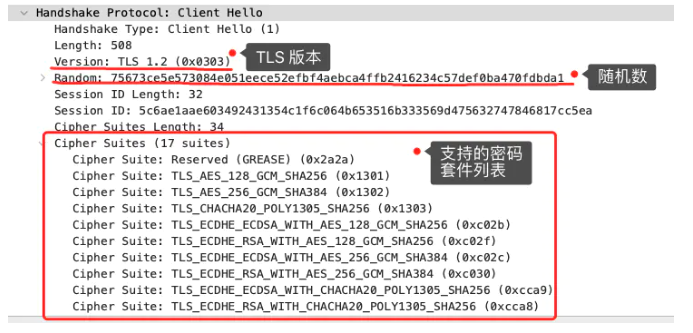 Handshake Protocol: Client Hello
Handshake Type: Client Hello (1)
Length: 508
Version: TLS 1.2 (0x0303)
TLS 版本
Random: 75673ce5e573084e051eece52efbf4aebca4ffb2416234c57def0ba470fdbda1
随机数
Session ID Length: 32
Session ID: 5c6ae1aae603492431354c1f6c064b653516b333569d475632747846817cc5ea
Cipher Suites Length: 34
Cipher Suites (17 suites)
支持的密码
套件列表
Cipher Suite: Reserved (GREASE) (0x2a2a)
Cipher Suite: TLS_AES_128_GCM_SHA256 (0x1301)
Cipher Suite: TLS_AES_256_GCM_SHA384 (0x1302)
Cipher Suite: TLS_CHACHA20_POLY1305_SHA256 (0x1303)
Cipher Suite: TLS_ECDHE_ECDSA_WITH_AES_128_GCM_SHA256 (0xc02b)
Cipher Suite: TLS_ECDHE_RSA_WITH_AES_128_GCM_SHA256 (0xc02f)
Cipher Suite: TLS_ECDHE_ECDSA_WITH_AES_256_GCM_SHA384 (0xc02c)
Cipher Suite: TLS_ECDHE_RSA_WITH_AES_256_GCM_SHA384 (0xc030)
Cipher Suite: TLS_ECDHE_ECDSA_WITH_CHACHA20_POLY1305_SHA256 (0xcca9)
Cipher Suite: TLS_ECDHE_RSA_WITH_CHACHA20_POLY1305_SHA256 (0xcca8)